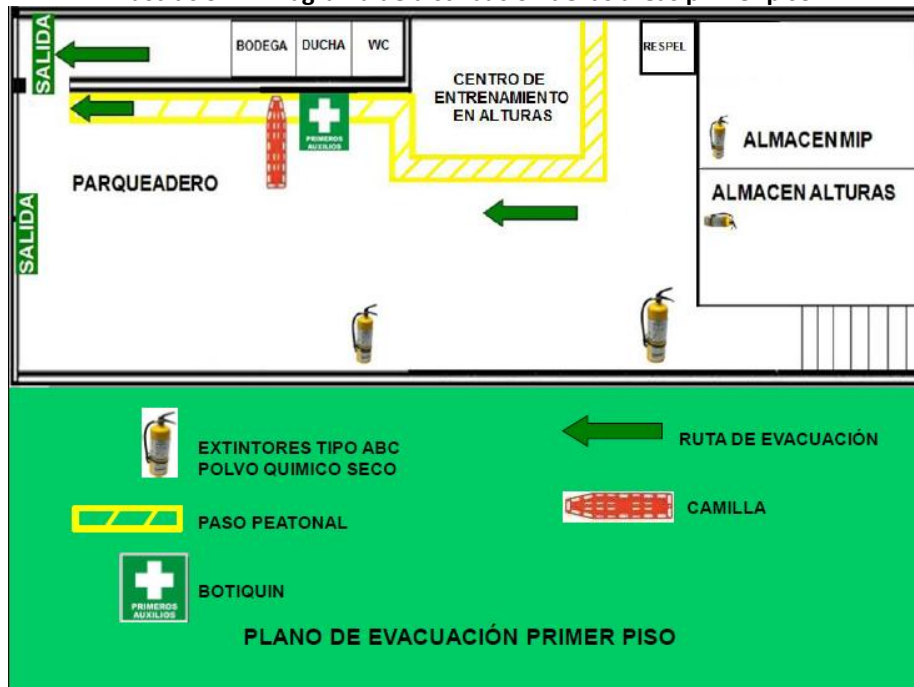 SALIDA
BODEGA
DUCHA
WC
RESPEL
CENTRO DE
ENTRENAMIENTO
EN ALTURAS
PRIMEROS
AUXILIOS
ALMACEN MIP
PARQUEADERO
ALMACEN ALTURAS
SALIDA
EXTINTORES TIPO ABC
POLVO QUIMICO SECO
RUTA DE EVACUACIÓN
PASO PEATONAL
CAMILLA
PRIMEROS
AUXILIOS
BOTIQUIN
PLANO DE EVACUACIÓN PRIMER PISO